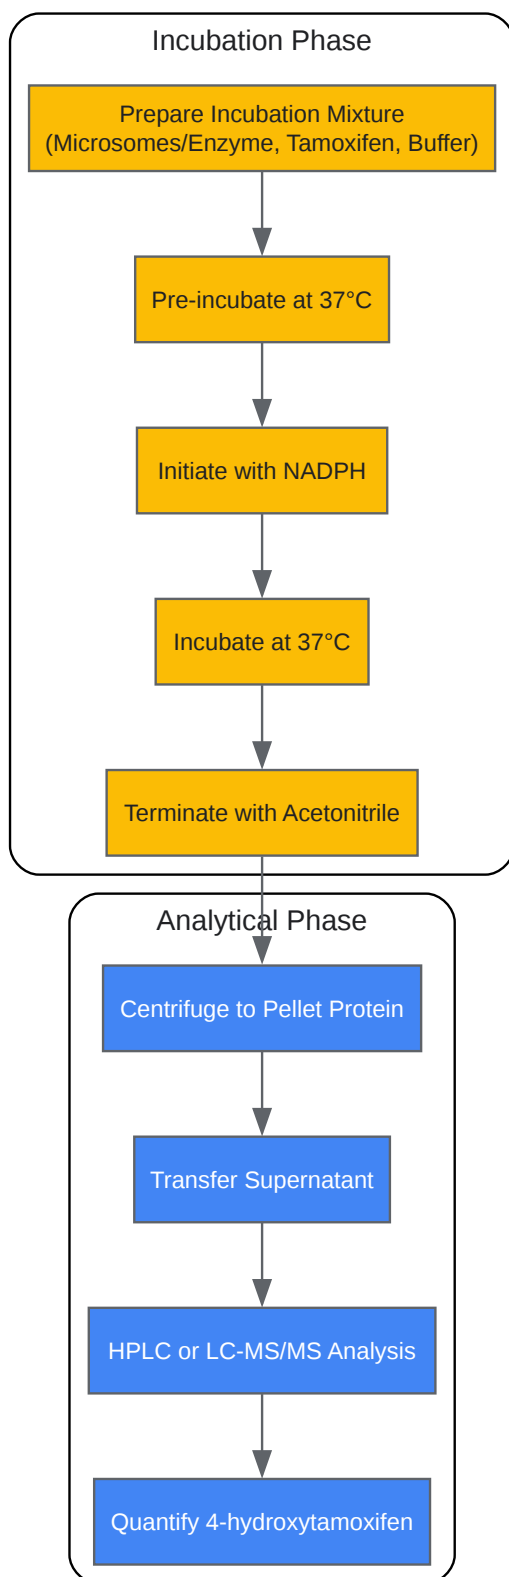 Incubation Phase
Prepare Incubation Mixture
(Microsomes/Enzyme, Tamoxifen, Buffer)
Pre-incubate at 37°C
Initiate with NADPH
Incubate at 37°C
Terminate with Acetonitrile
Analytical Phase
Centrifuge to Pellet Protein
Transfer Supernatant
HPLC or LC-MS/MS Analysis
Quantify 4-hydroxytamoxifen